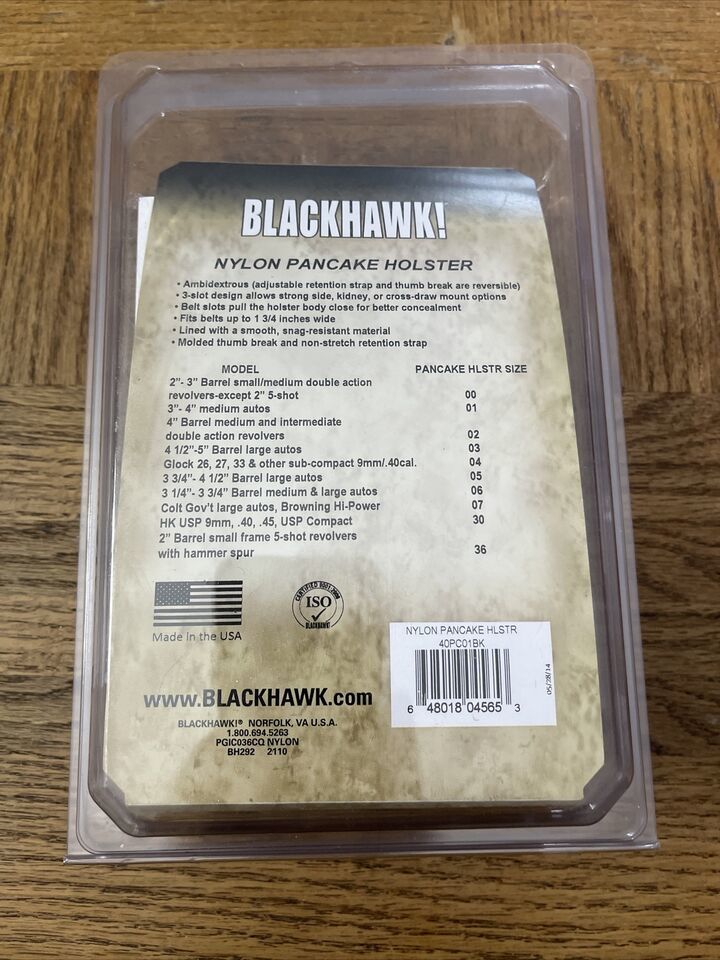 BLACKHAWK!
NYLON PANCAKE HOLSTER
• Ambidextrous (adjustable retention strap and thumb break are reversible)
• 3-slot design allows strong side, kidney, or cross-draw mount options
• Belt slots pull the holster body close for better concealment
• Fits belts up to 1 3/4 inches wide
• Lined with a smooth, snag-resistant material
• Molded thumb break and non-stretch retention strap
MODEL PANCAKE HLSTR SIZE
2”- 3” Barrel small/medium double action
revolvers-except 2” 5-shot 00
3”- 4” medium autos 01
4” Barrel medium and intermediate
double action revolvers 02
4 1/2”-5” Barrel large autos 03
Glock 26, 27, 33 & other sub-compact 9mm/.40cal. 04
3 3/4”- 4 1/2” Barrel large autos 05
3 1/4”- 3 3/4” Barrel medium & large autos 06
Colt Gov't large autos, Browning Hi-Power 07
HK USP 9mm, .40, .45, USP Compact 30
2” Barrel small frame 5-shot revolvers
with hammer spur 36
CERTIFIED 9001:2008
ISO
BLACKHAWK!
Made in the USA
NYLON PANCAKE HLSTR
40PC01BK
05/28/14
6 48018 04565 3
www.BLACKHAWK.com
BLACKHAWK!® NORFOLK, VA U.S.A.
1.800.694.5263
PGIC036CQ NYLON
BH292 2110